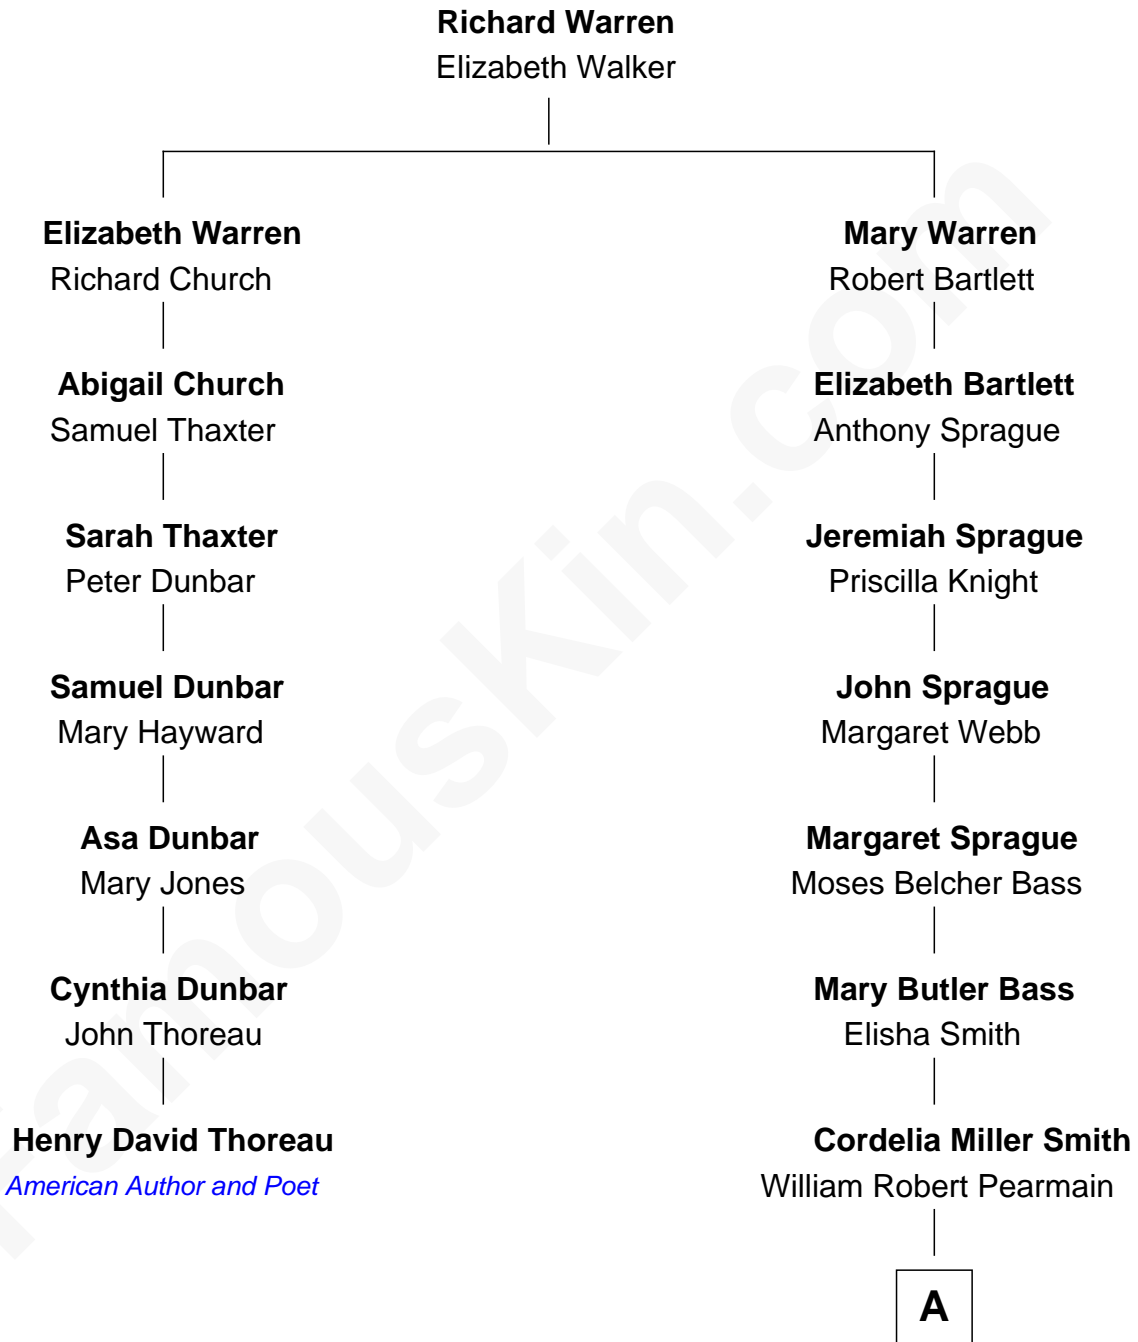 Richard Warren
Elizabeth Walker
Elizabeth Warren
Richard Church
Abigail Church
Samuel Thaxter
Sarah Thaxter
Peter Dunbar
Samuel Dunbar
Mary Hayward
Asa Dunbar
Mary Jones
Cynthia Dunbar
John Thoreau
Henry David Thoreau
American Author and Poet
Mary Warren
Robert Bartlett
Elizabeth Bartlett
Anthony Sprague
Jeremiah Sprague
Priscilla Knight
John Sprague
Margaret Webb
Margaret Sprague
Moses Belcher Bass
Mary Butler Bass
Elisha Smith
Cordelia Miller Smith
William Robert Pearmain
A
FamousKin.com